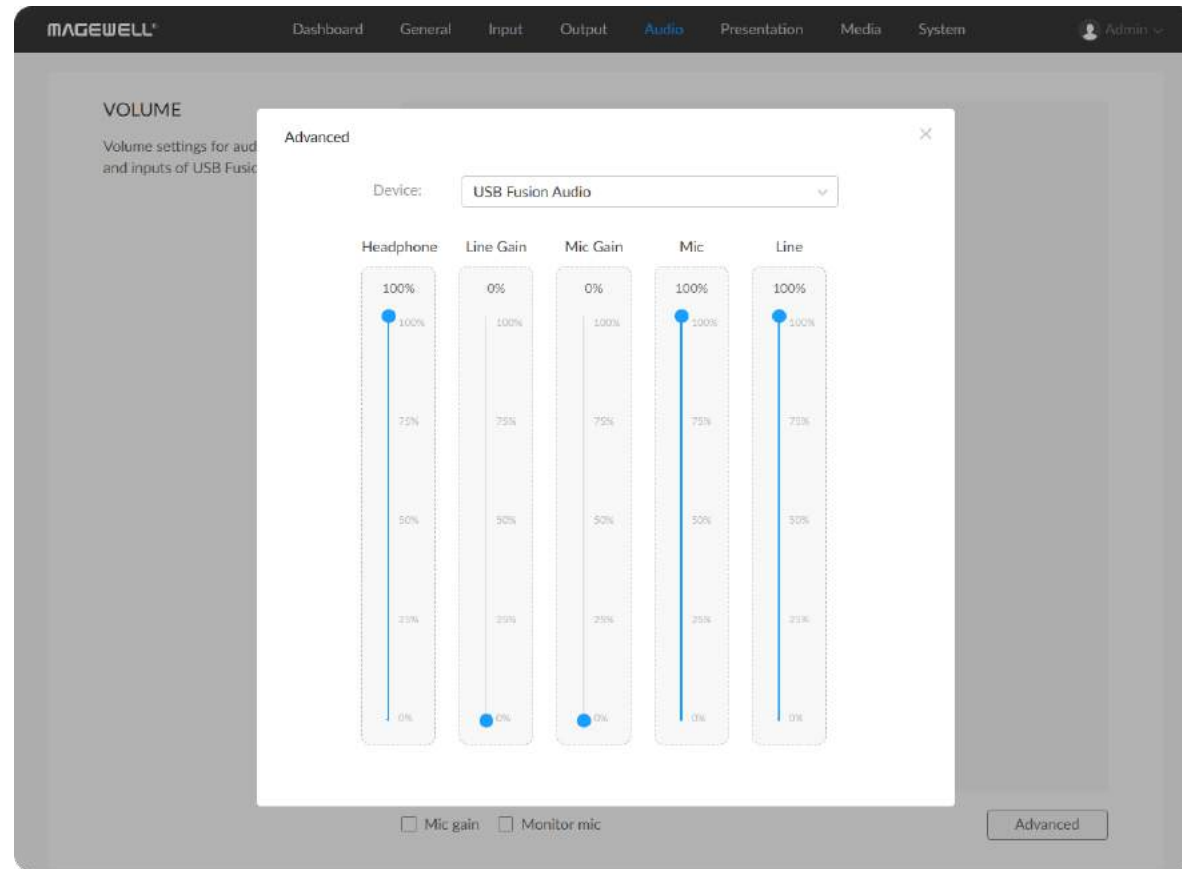 MAGEWELL® Dashboard General Input Output Audio Presentation Media System Admin
VOLUME
Volume settings for aud
and inputs of USB Fusio
Advanced
Device: USB Fusion Audio
Headphone Line Gain Mic Gain Mic Line
100% 0% 0% 100% 100%
100% 100% 100% 100% 100%
75% 75% 75% 75% 75%
50% 50% 50% 50% 50%
25% 25% 25% 25% 25%
0% 0% 0% 0% 0%
Mic gain Monitor mic Advanced